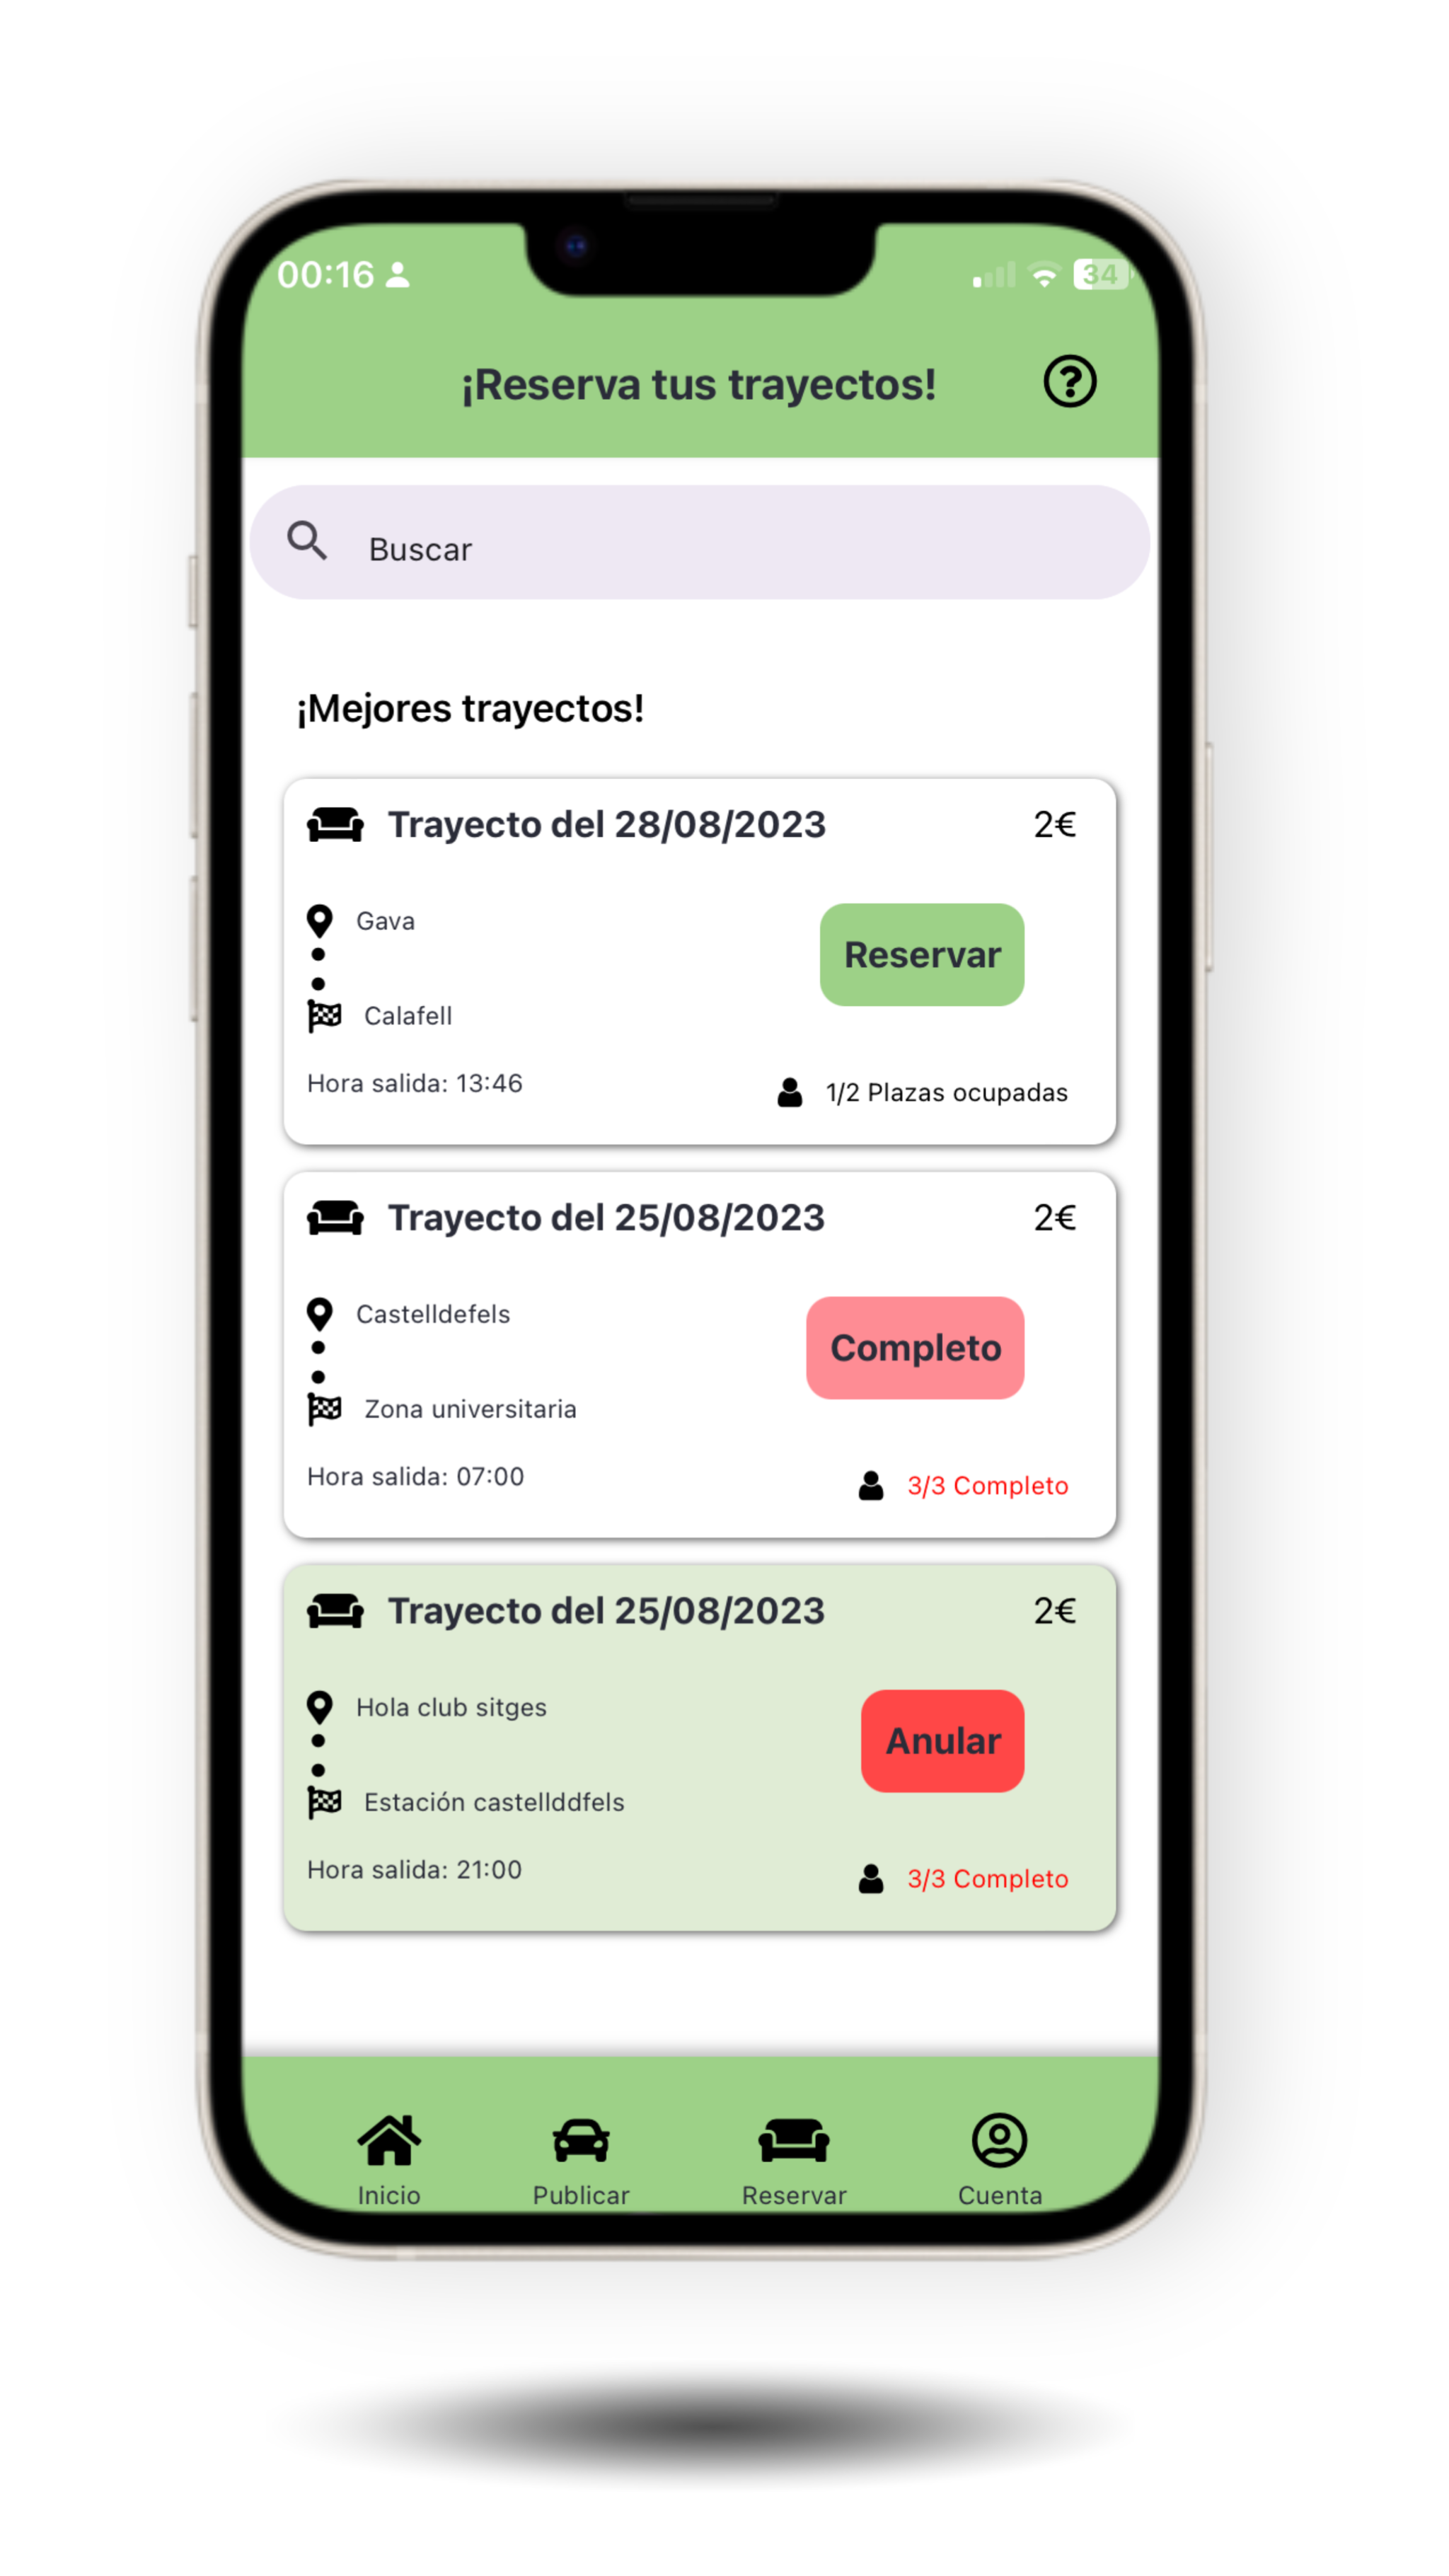 00:16
34
¡Reserva tus trayectos!
Buscar
¡Mejores trayectos!
Trayecto del 28/08/2023 2€
Gava
Reservar
Calafell
Hora salida: 13:46
1/2 Plazas ocupadas
Trayecto del 25/08/2023 2€
Castelldefels
Completo
Zona universitaria
Hora salida: 07:00
3/3 Completo
Trayecto del 25/08/2023 2€
Hola club sitges
Anular
Estación castellddfels
Hora salida: 21:00
3/3 Completo
Inicio Publicar Reservar Cuenta